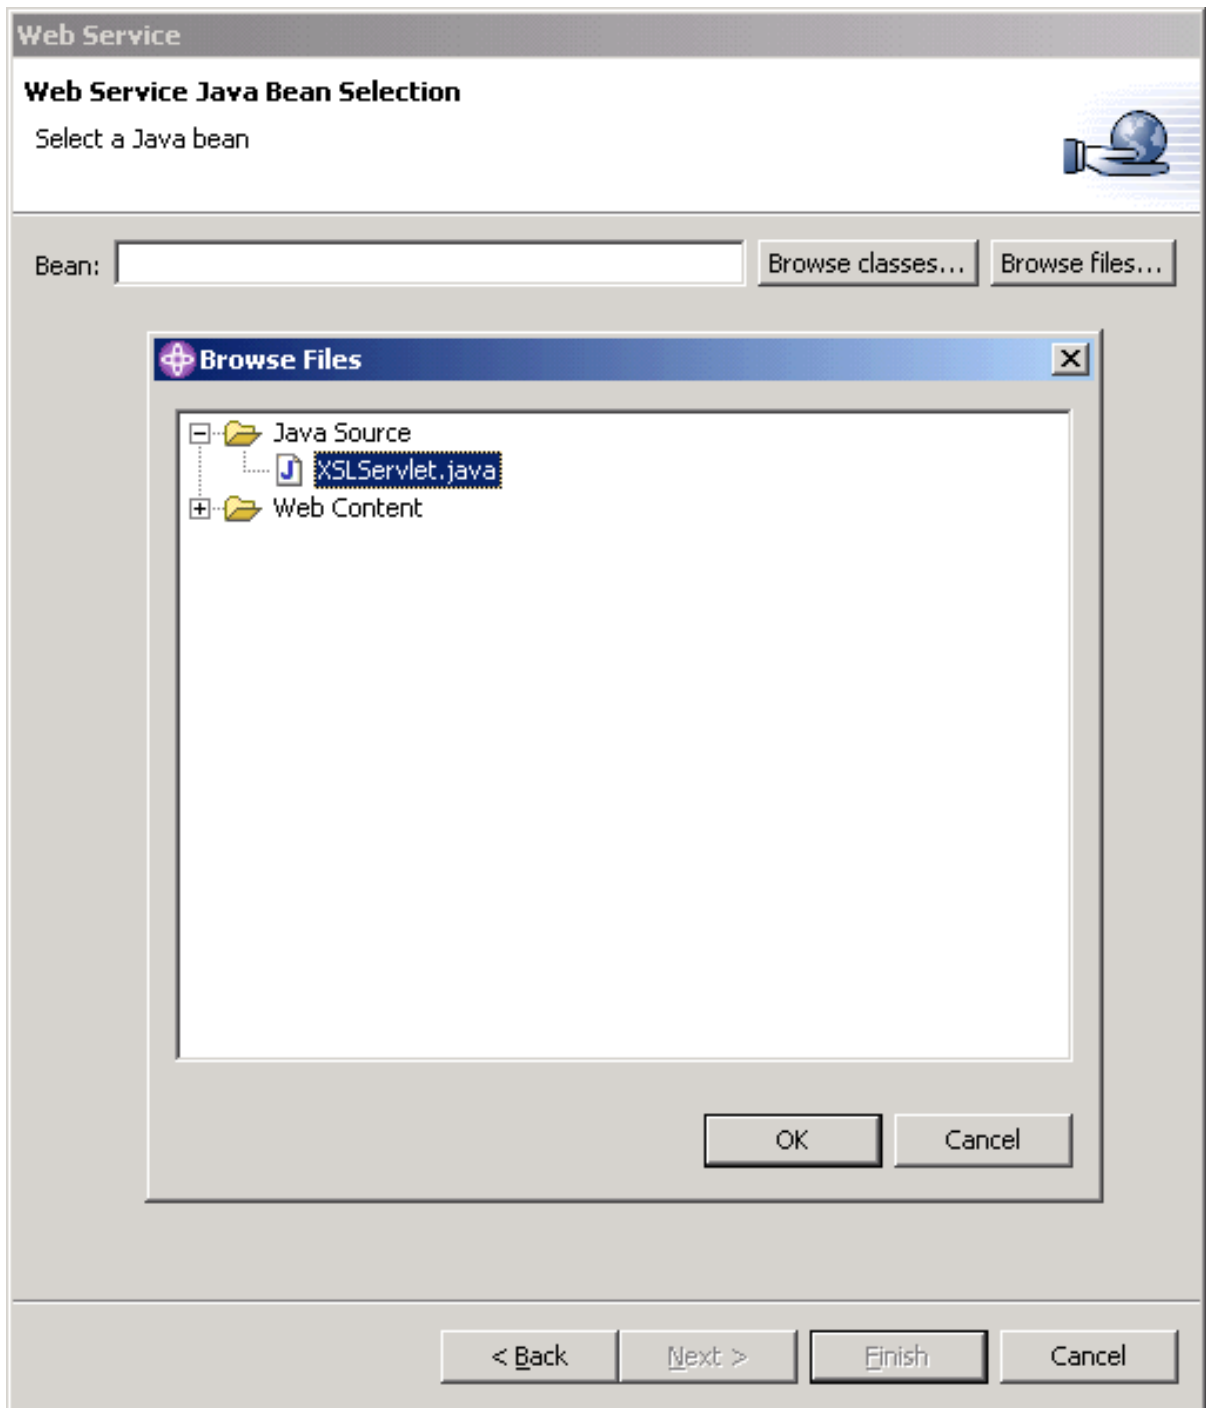 Web Service
Web Service Java Bean Selection
Select a Java bean
Bean: Browse classes... Browse files...
Browse Files
Java Source
XSLServlet.java
Web Content
OK Cancel
< Back Next > Finish Cancel